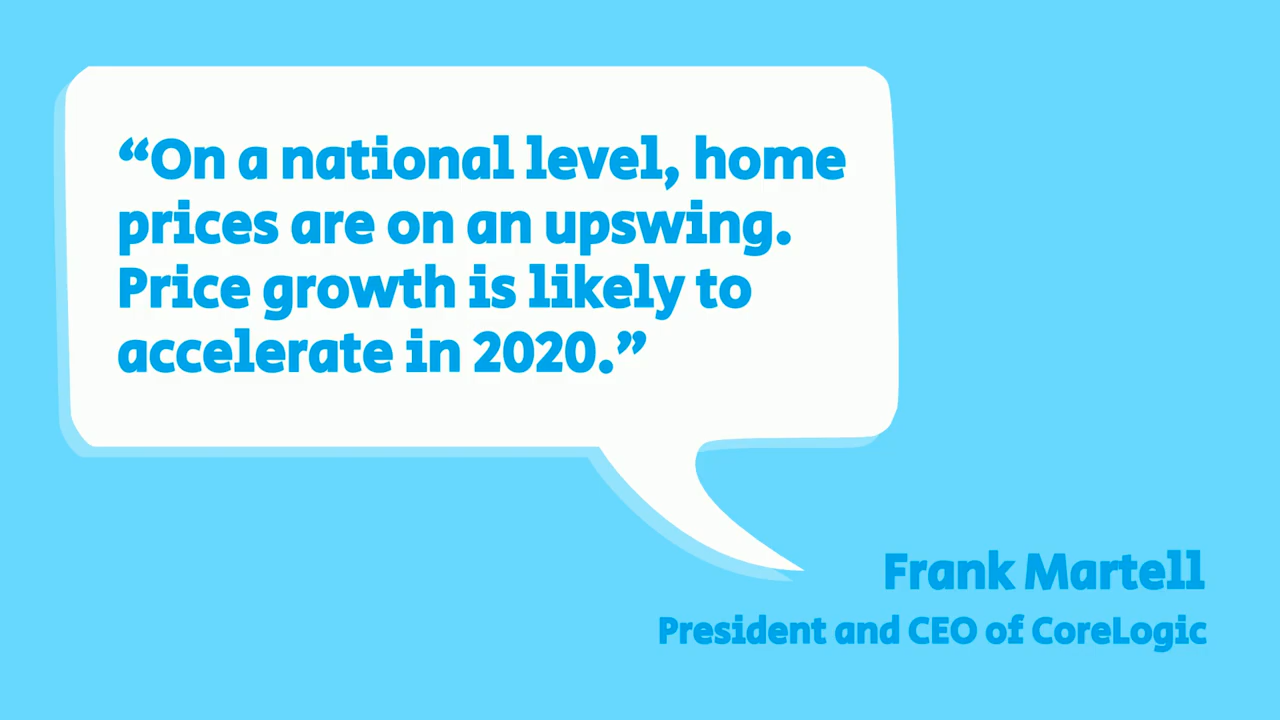 “On a national level, home
prices are on an upswing.
Price growth is likely to
accelerate in 2020.”
Frank Martell
President and CEO of CoreLogic